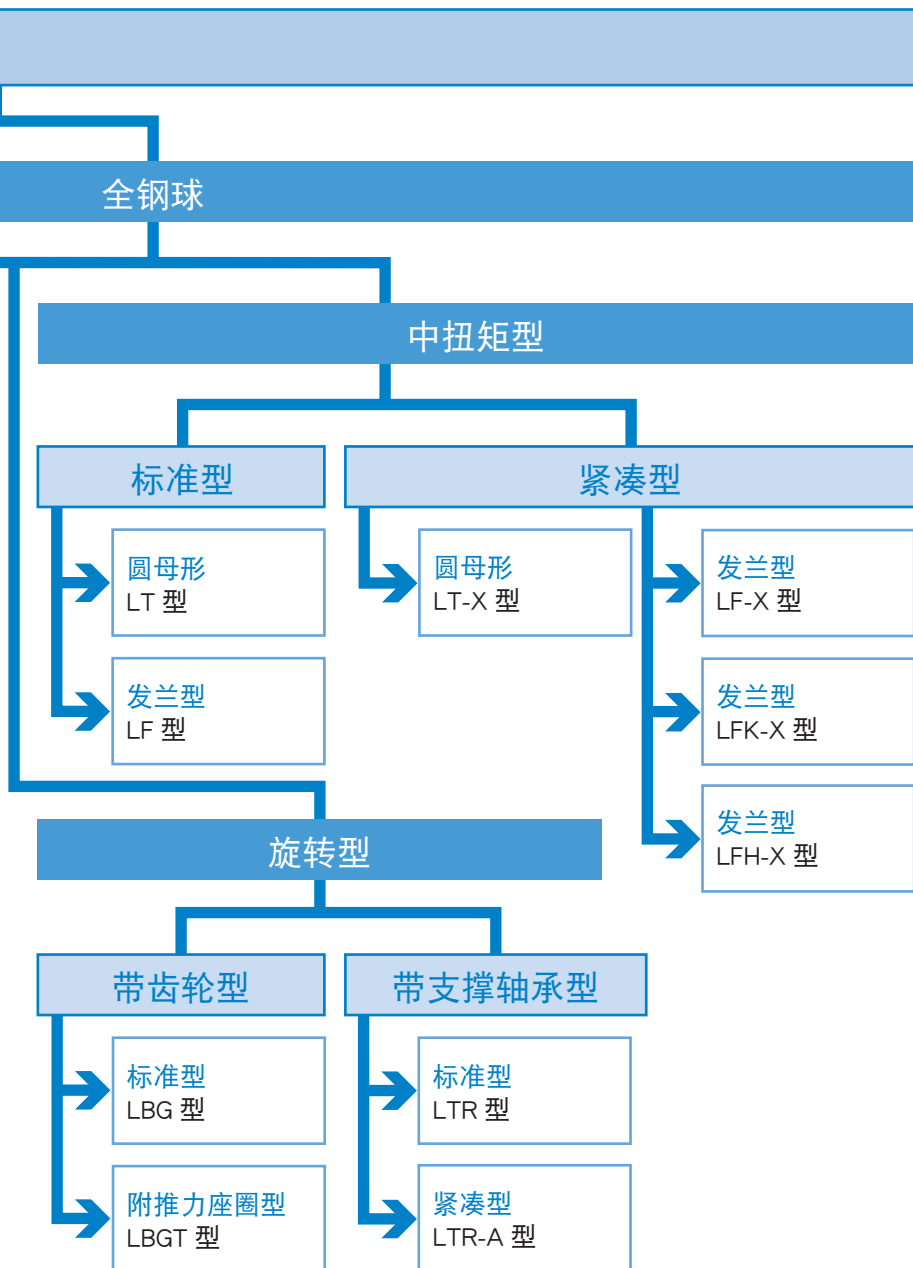 全钢球
中扭矩型
标准型
圆母形
LT 型
发兰型
LF 型
紧凑型
圆母形
LT-X 型
发兰型
LF-X 型
发兰型
LFK-X 型
发兰型
LFH-X 型
旋转型
带齿轮型
标准型
LBG 型
附推力座圈型
LBGT 型
带支撑轴承型
标准型
LTR 型
紧凑型
LTR-A 型